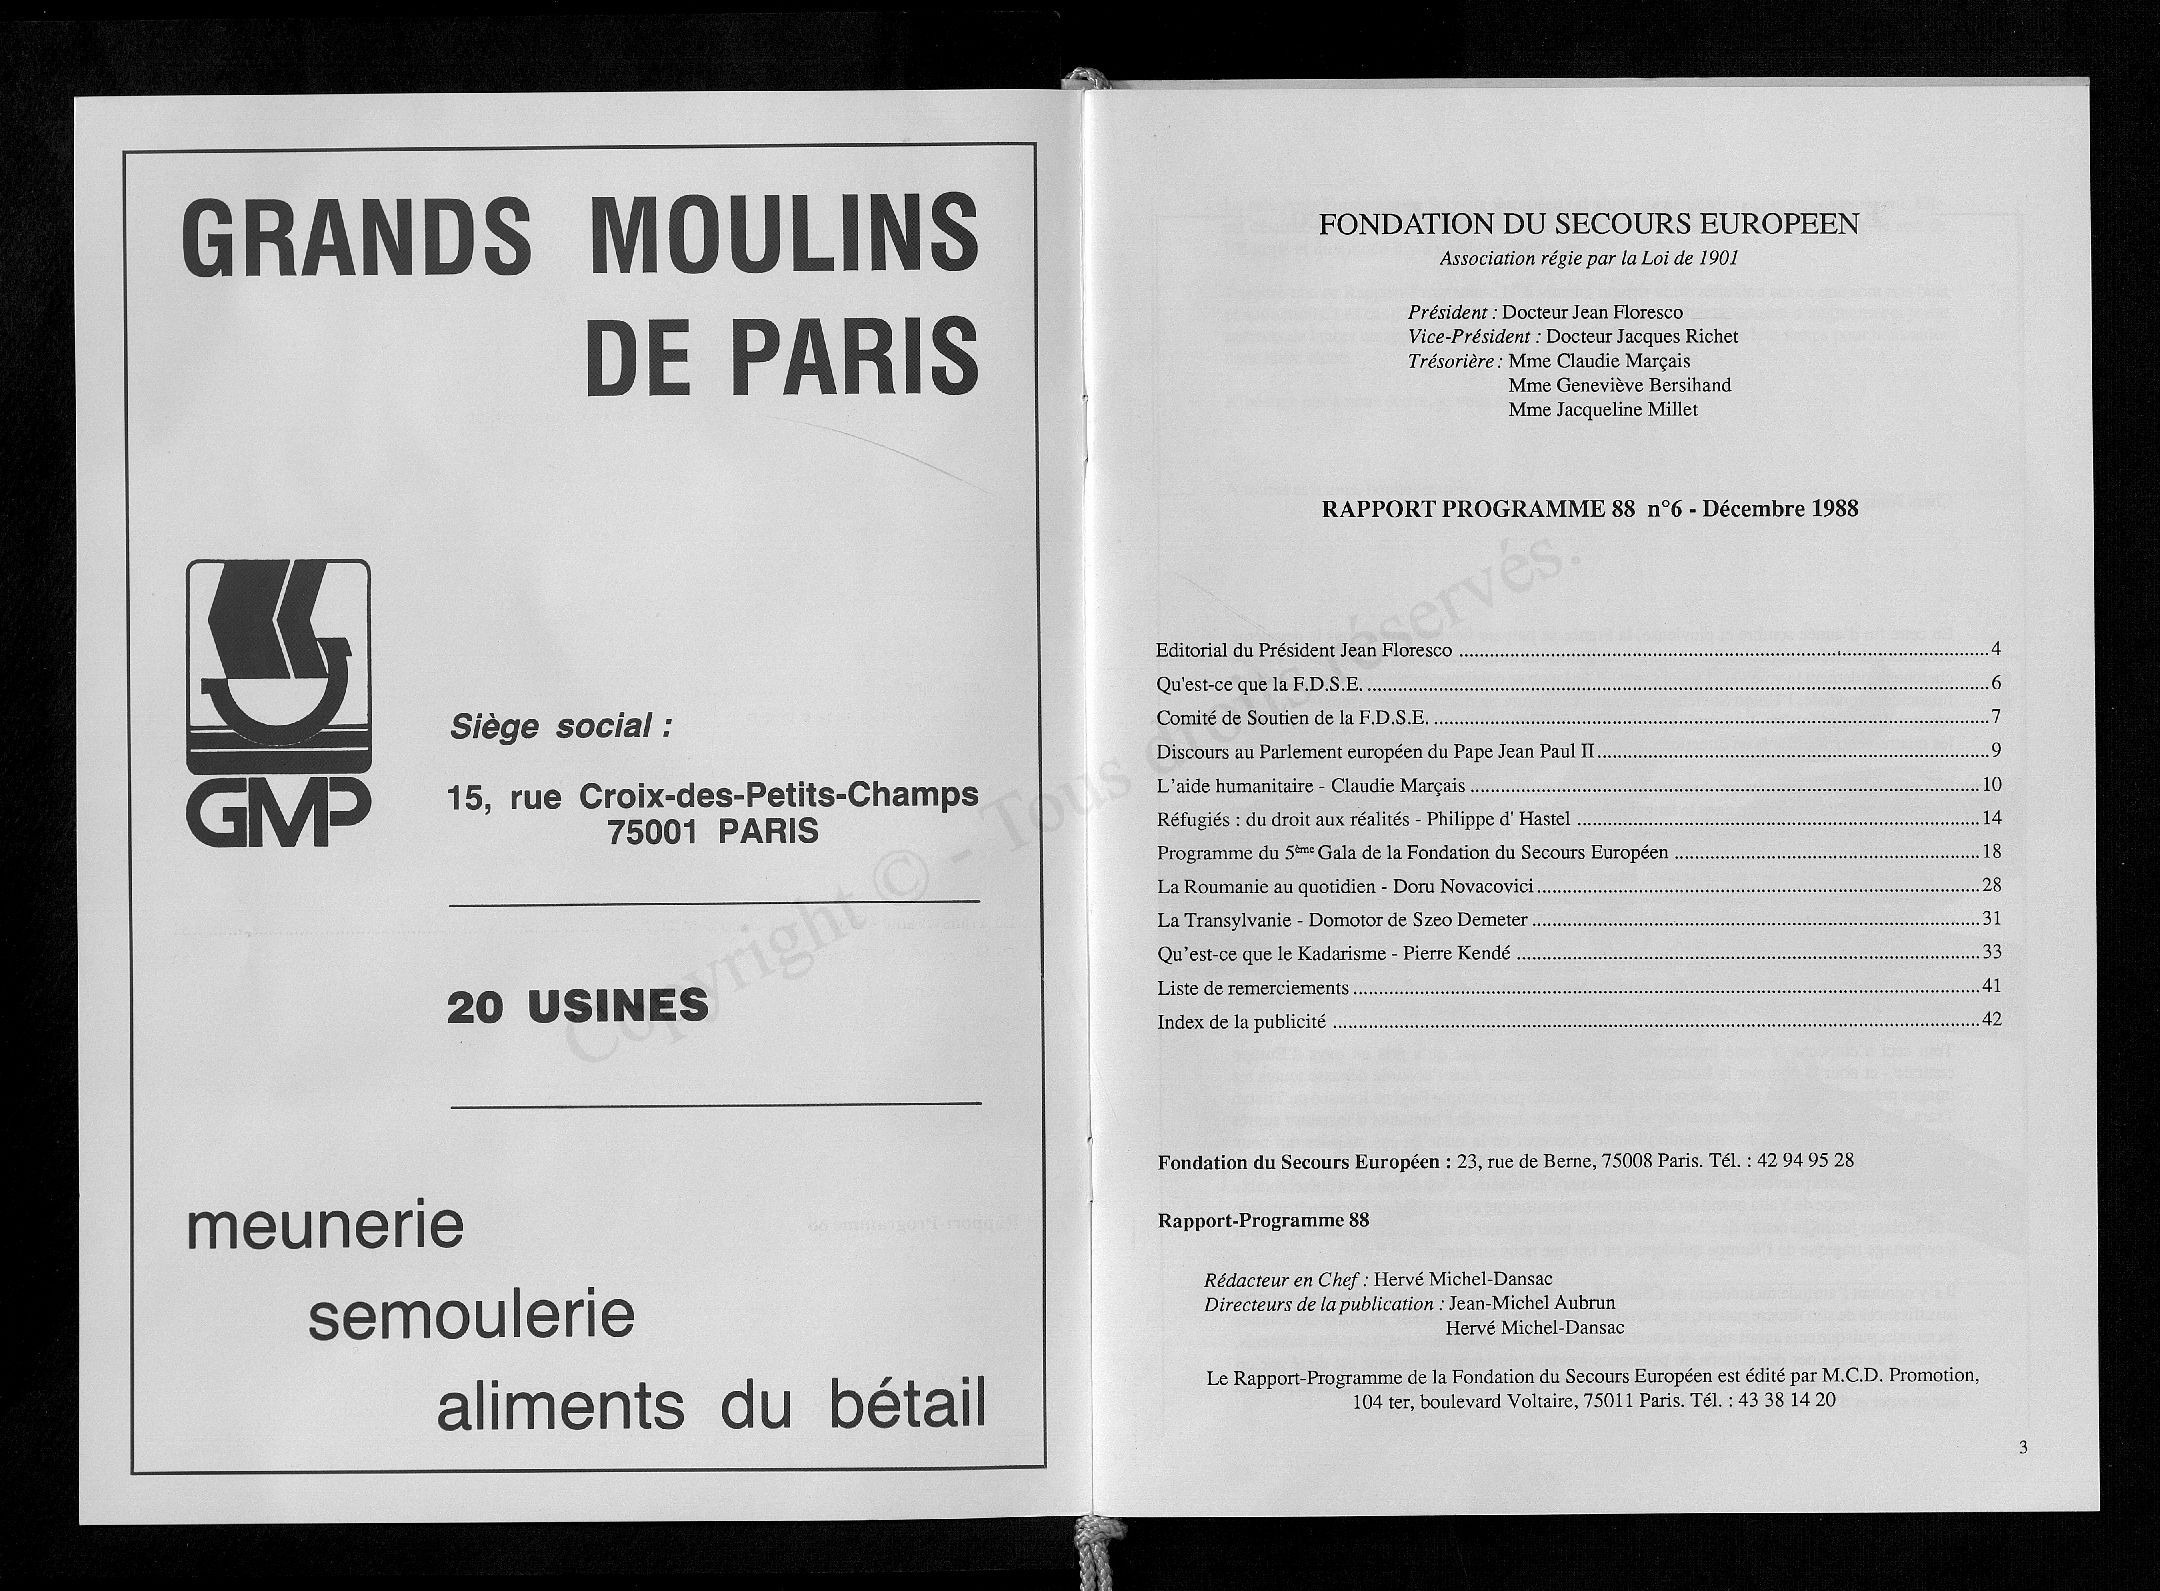 GRANDS MOULINS
DE PARIS
GMP
Siège social :
15, rue Croix-des-Petits-Champs
75001 PARIS
20 USINES
meunerie
semoulerie
aliments du bétail
FONDATION DU SECOURS EUROPEEN
Association régie par la Loi de 1901
Président : Docteur Jean Floresco
Vice-Président : Docteur Jacques Richet
Trésorière : Mme Claudie Marçais
Mme Geneviève Bersihand
Mme Jacqueline Millet
RAPPORT PROGRAMME 88 n°6 - Décembre 1988
Editorial du Président Jean Floresco ........ 4
Qu'est-ce que la F.D.S.E. ........ 6
Comité de Soutien de la F.D.S.E. ........ 7
Discours au Parlement européen du Pape Jean Paul II ........ 9
L'aide humanitaire - Claudie Marçais ........ 10
Réfugiés : du droit aux réalités - Philippe d' Hastel ........ 14
Programme du 5ème Gala de la Fondation du Secours Européen ........ 18
La Roumanie au quotidien - Doru Novacovici ........ 28
La Transylvanie - Domotor de Szeo Demeter ........ 31
Qu'est-ce que le Kadarisme - Pierre Kendé ........ 33
Liste de remerciements ........ 41
Index de la publicité ........ 42
Fondation du Secours Européen : 23, rue de Berne, 75008 Paris. Tél. : 42 94 95 28
Rapport-Programme 88
Rédacteur en Chef : Hervé Michel-Dansac
Directeurs de la publication : Jean-Michel Aubrun
Hervé Michel-Dansac
Le Rapport-Programme de la Fondation du Secours Européen est édité par M.C.D. Promotion,
104 ter, boulevard Voltaire, 75011 Paris. Tél. : 43 38 14 20
3
Copyright © - Tous droits réservés.